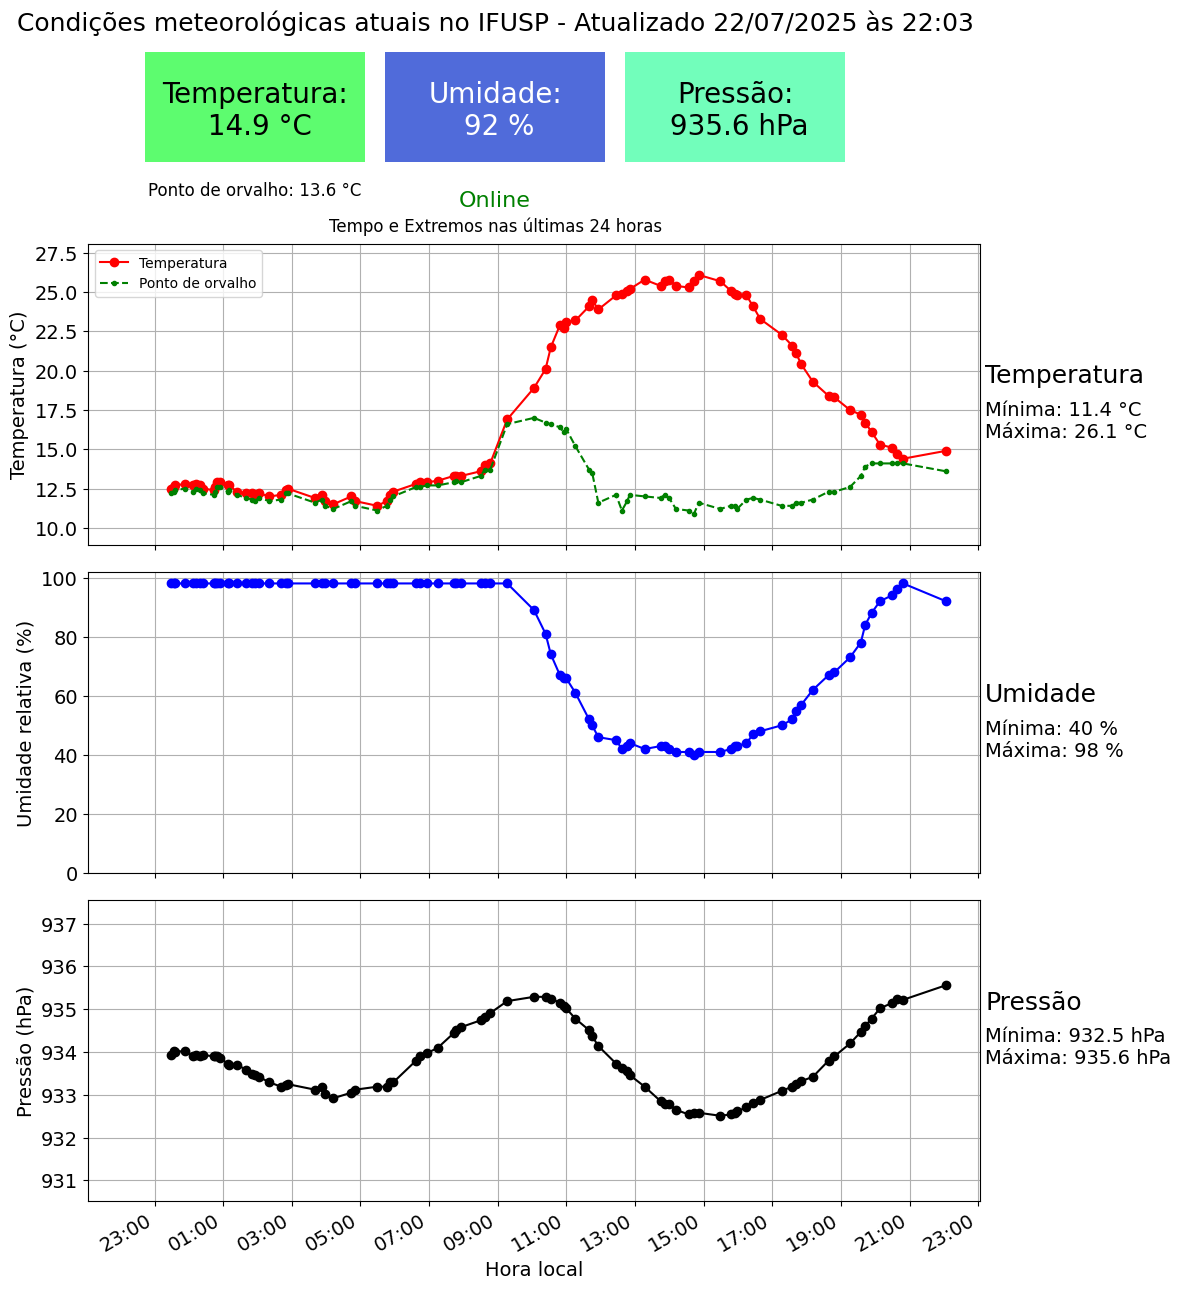 Condições meteorológicas atuais no IFUSP - Atualizado 22/07/2025 às 22:03
Temperatura:
14.9 °C
Umidade:
92 %
Pressão:
935.6 hPa
Ponto de orvalho: 13.6 °C
Online
Tempo e Extremos nas últimas 24 horas
Temperatura (°C)
27.5
25.0
22.5
20.0
17.5
15.0
12.5
10.0
Temperatura
Ponto de orvalho
Temperatura
Mínima: 11.4 °C
Máxima: 26.1 °C
Umidade relativa (%)
100
80
60
40
20
0
Umidade
Mínima: 40 %
Máxima: 98 %
Pressão (hPa)
937
936
935
934
933
932
931
Pressão
Mínima: 932.5 hPa
Máxima: 935.6 hPa
23:00 01:00 03:00 05:00 07:00 09:00 11:00 13:00 15:00 17:00 19:00 21:00 23:00
Hora local